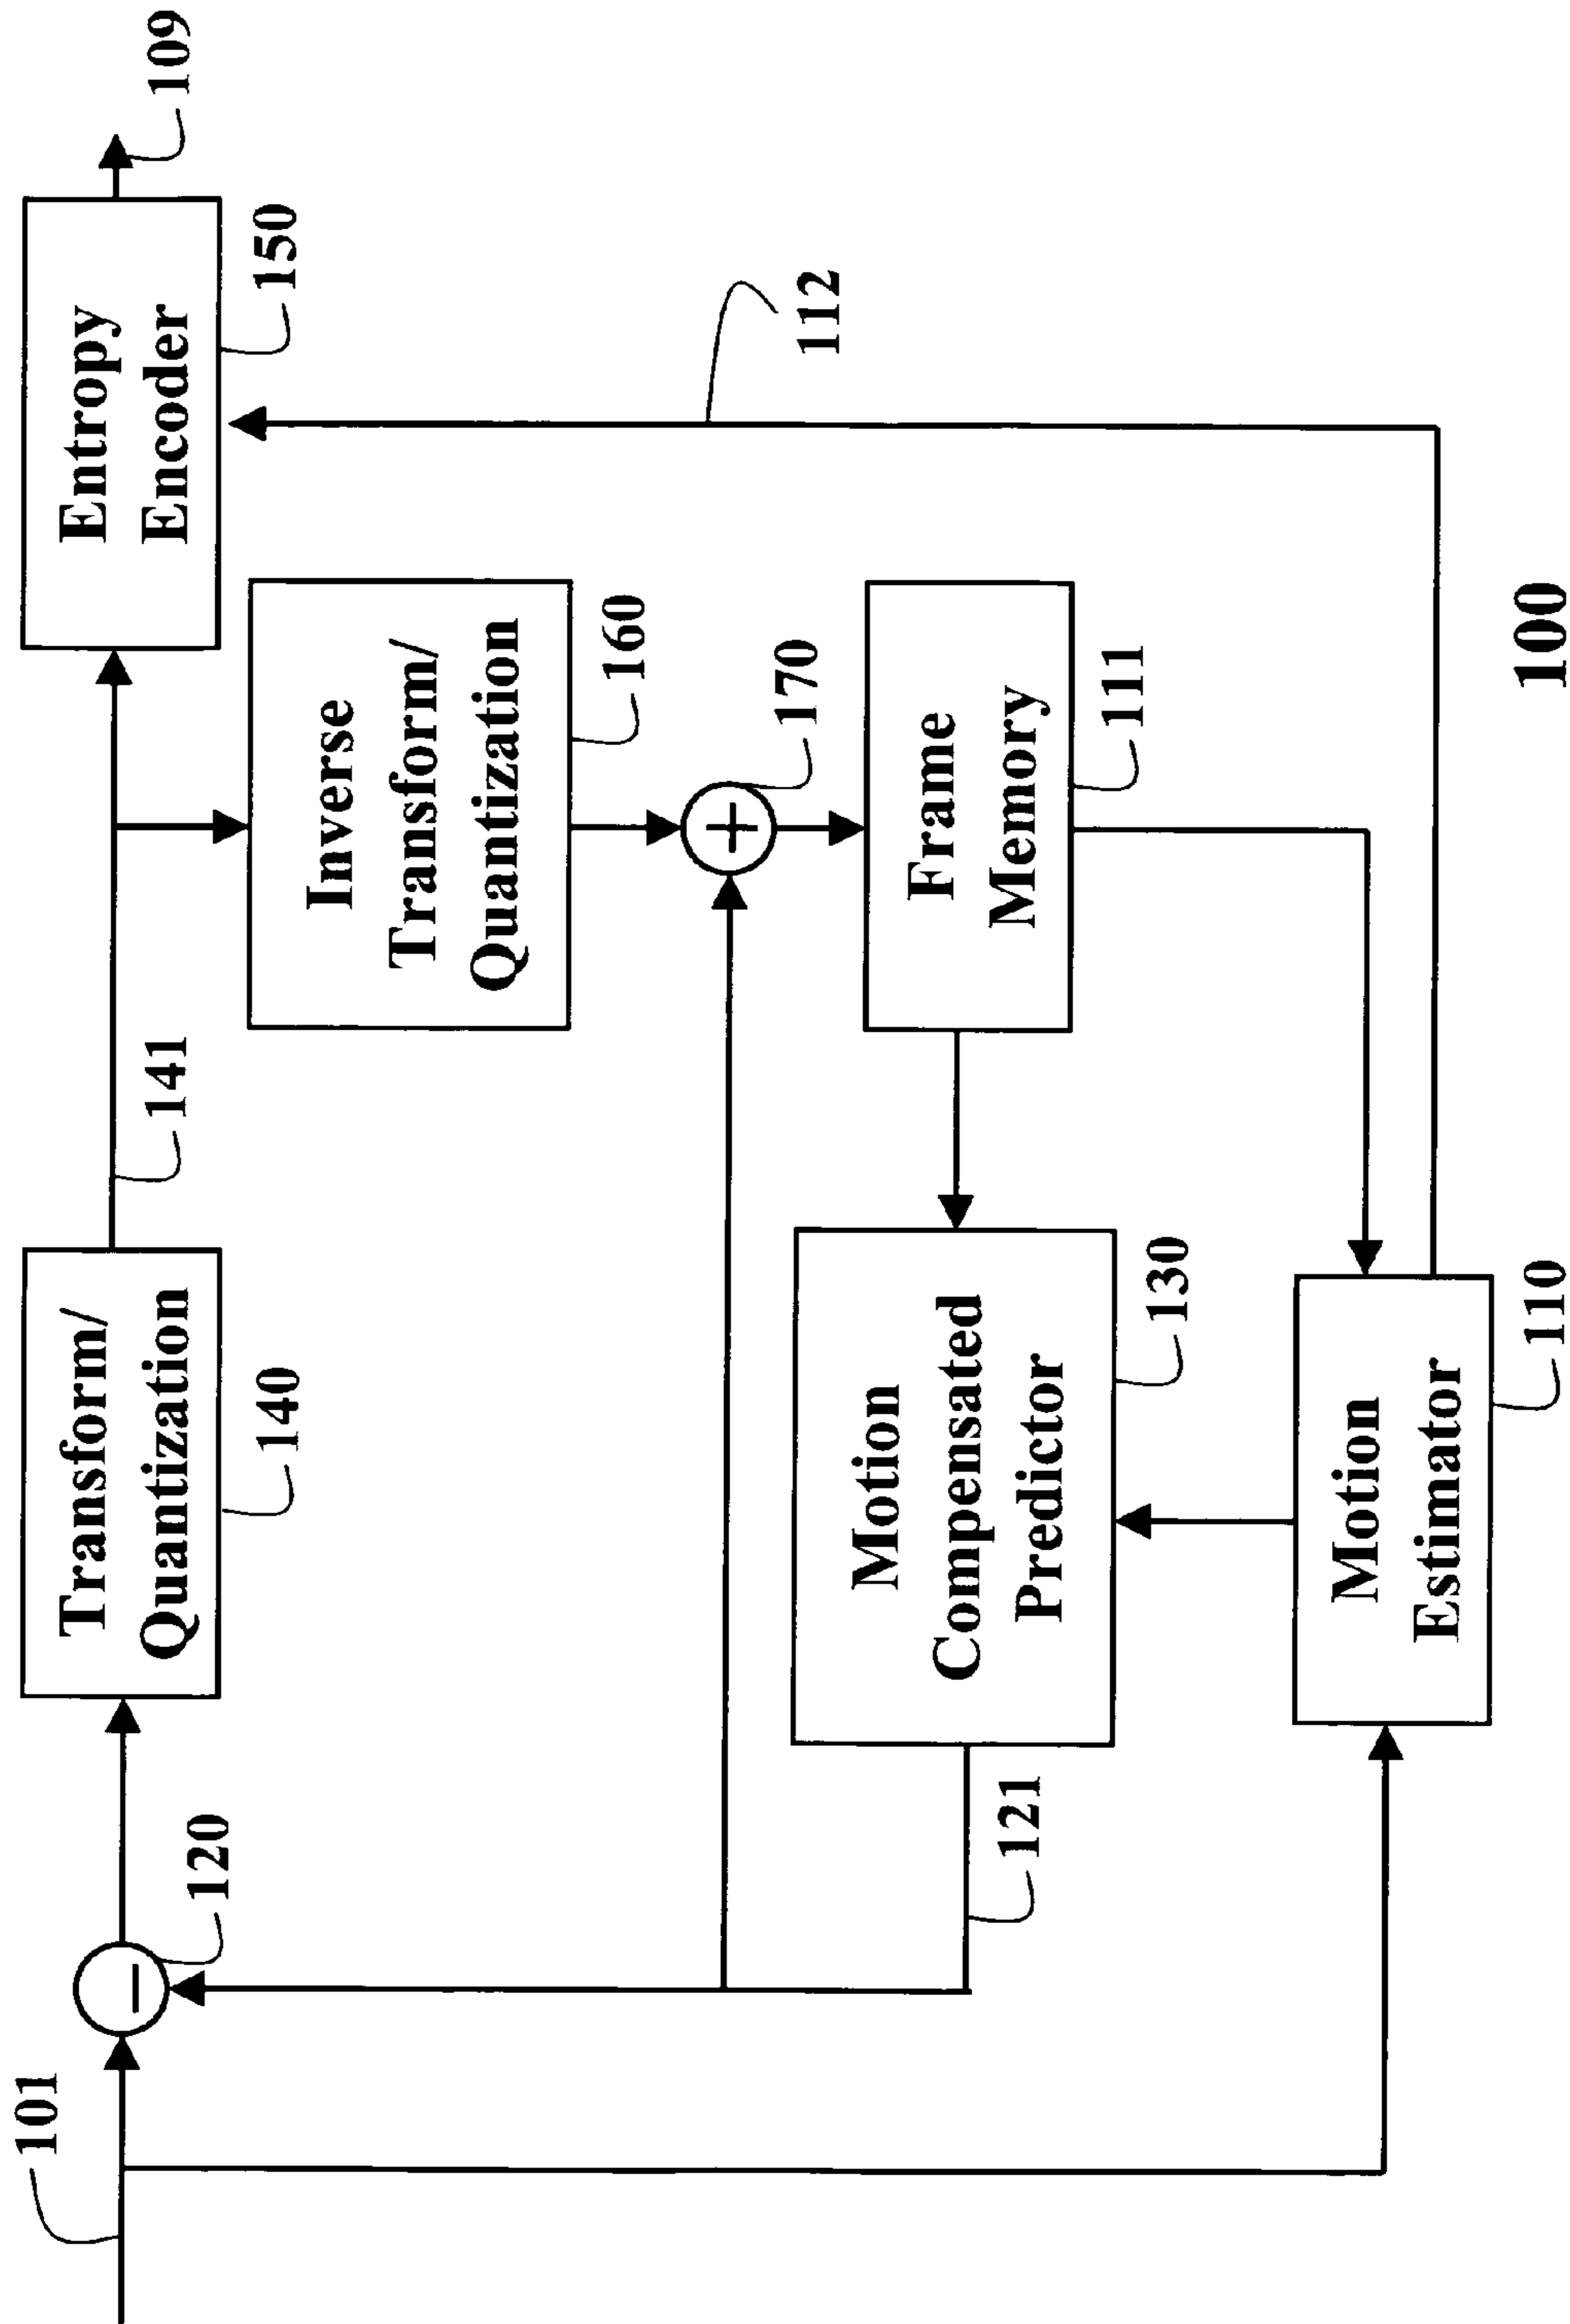 101
120
Transform/
Quantization
140
141
Entropy
Encoder
150
109
Inverse
Transform/
Quantization
160
170
112
121
Motion
Compensated
Predictor
130
Frame
Memory
111
Motion
Estimator
110
100